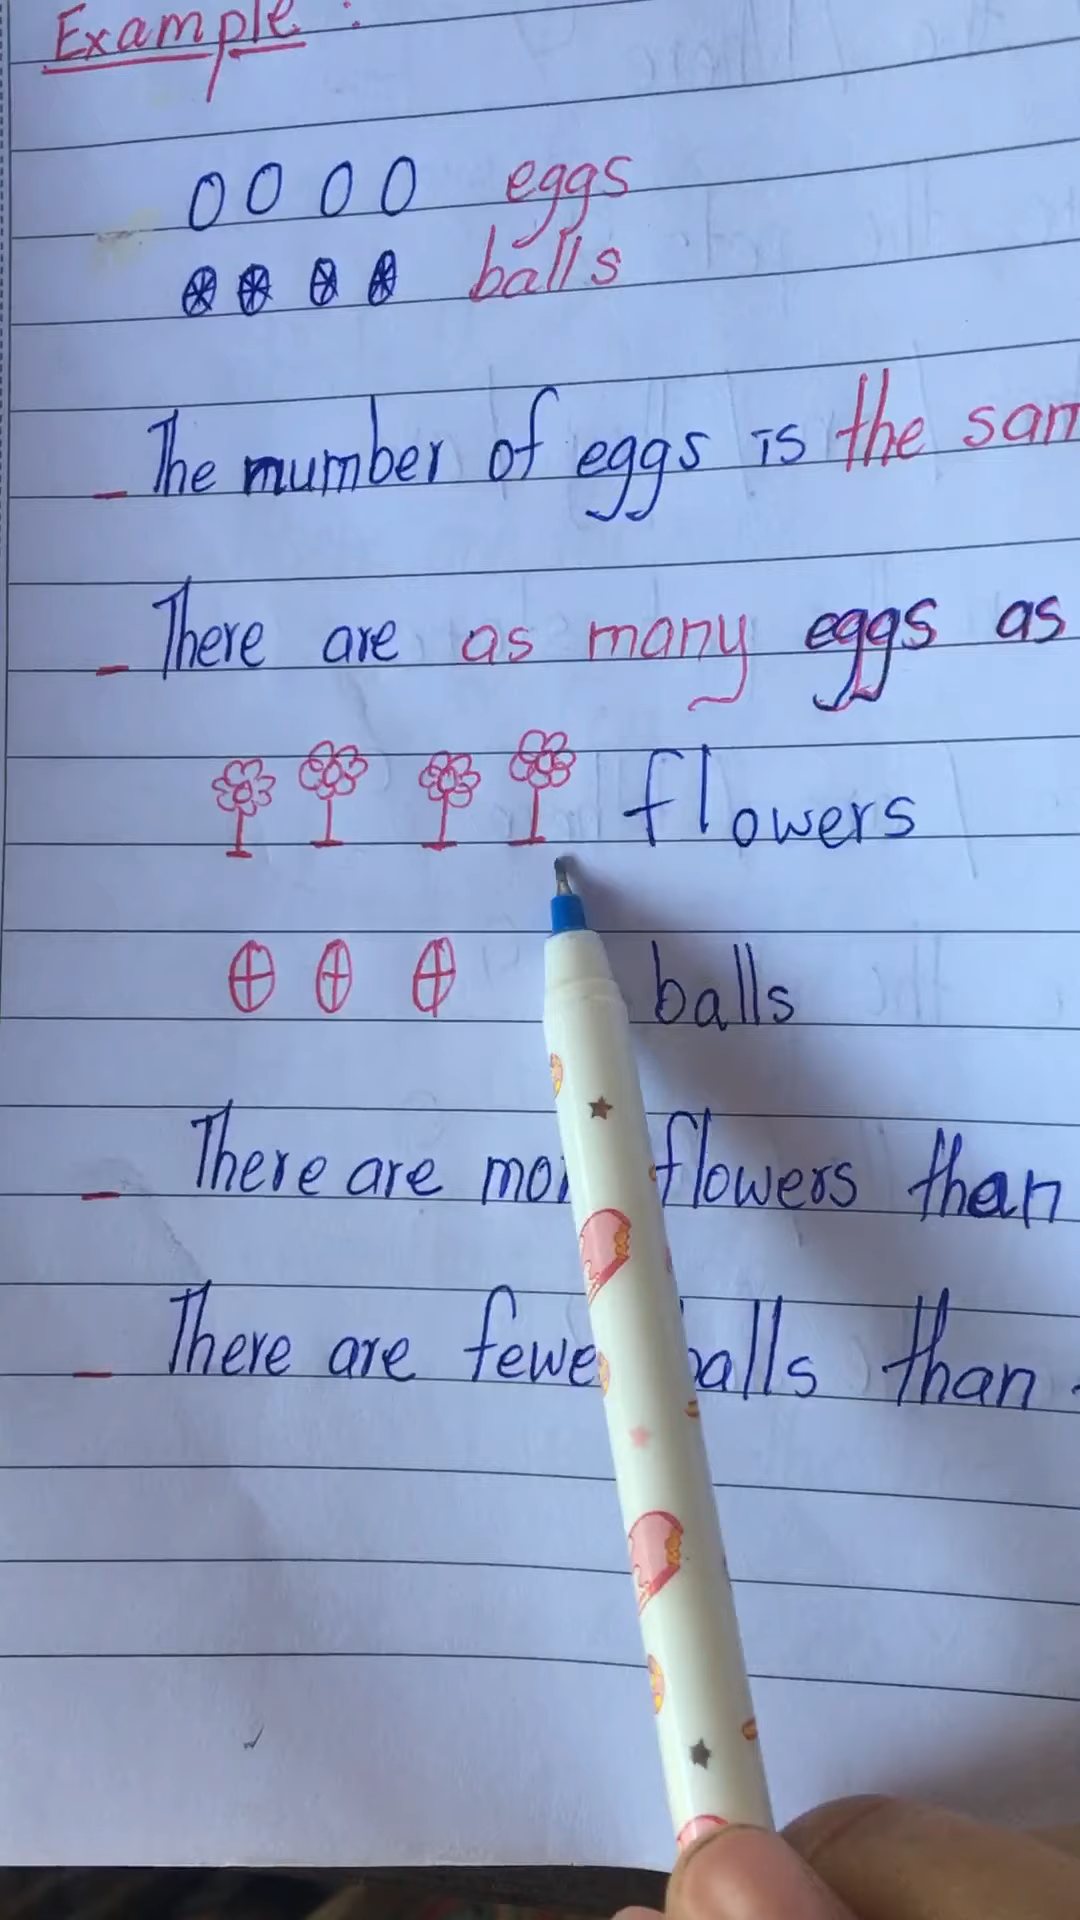 Example :
eggs
balls
The number of eggs is the
There are as many eggs as
flowers
balls
There are flowers than
There are balls than